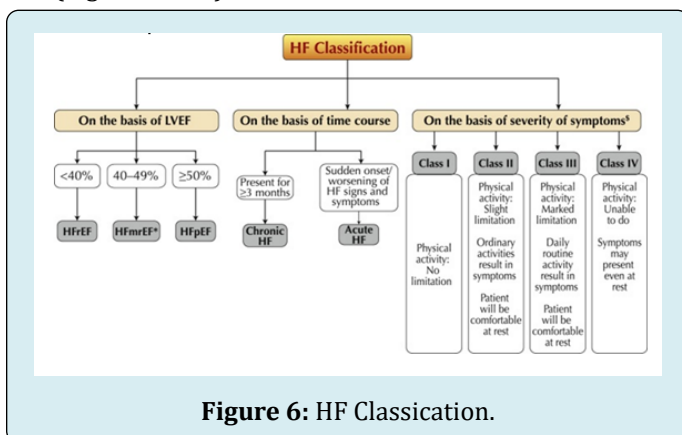 HF Classification
On the basis of LVEF
On the basis of time course
On the basis of severity of symptoms$
<40%
40–49%
≥50%
HFrEF
HFmrEF*
HFpEF
Present for
≥3 months
Chronic
HF
Sudden onset/
worsening of
HF signs and
symptoms
Acute
HF
Class I
Physical
activity:
No
limitation
Class II
Physical
activity:
Slight
limitation
Ordinary
activities
result in
symptoms
Patient
will be
comfortable
at rest
Class III
Physical
activity:
Marked
limitation
Daily
routine
activity
result in
symptoms
Patient
will be
comfortable
at rest
Class IV
Physical
activity:
Unable
to do
Symptoms
may
present
even at
rest
Figure 6: HF Classication.